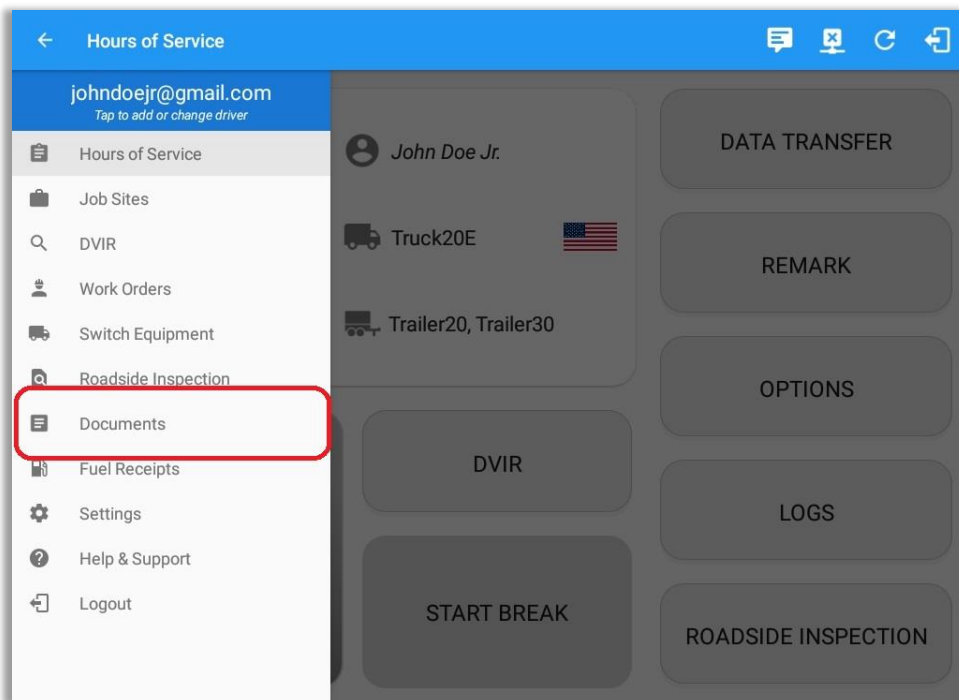 Hours of Service
johndoejr@gmail.com
Tap to add or change driver
Hours of Service
Job Sites
DVIR
Work Orders
Switch Equipment
Roadside Inspection
Documents
Fuel Receipts
Settings
Help & Support
Logout
John Doe Jr.
Truck20E
Trailer20, Trailer30
DVIR
START BREAK
DATA TRANSFER
REMARK
OPTIONS
LOGS
ROADSIDE INSPECTION